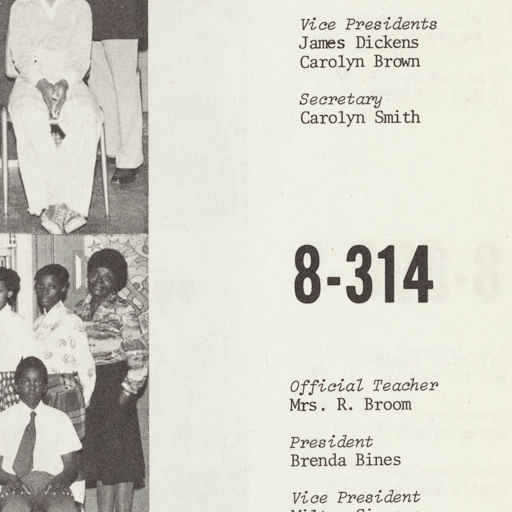 Vice Presidents
James Dickens
Carolyn Brown
Secretary
Carolyn Smith
8-314
Official Teacher
Mrs. R. Broom
President
Brenda Bines
Vice President